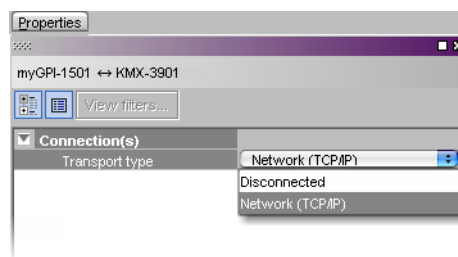 Properties
myGPI-1501 ↔ KMX-3901
View filters...
Connection(s)
Transport type Network (TCP/IP)
Disconnected
Network (TCP/IP)